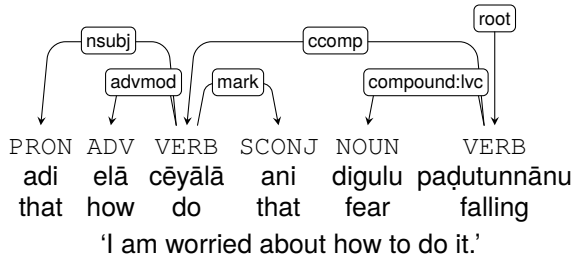 root
nsubj ccomp
advmod mark compound:lvc
PRON ADV VERB SCONJ NOUN VERB
adi elā cēyālā ani digulu paḍutunnānu
that how do that fear falling
‘I am worried about how to do it.’